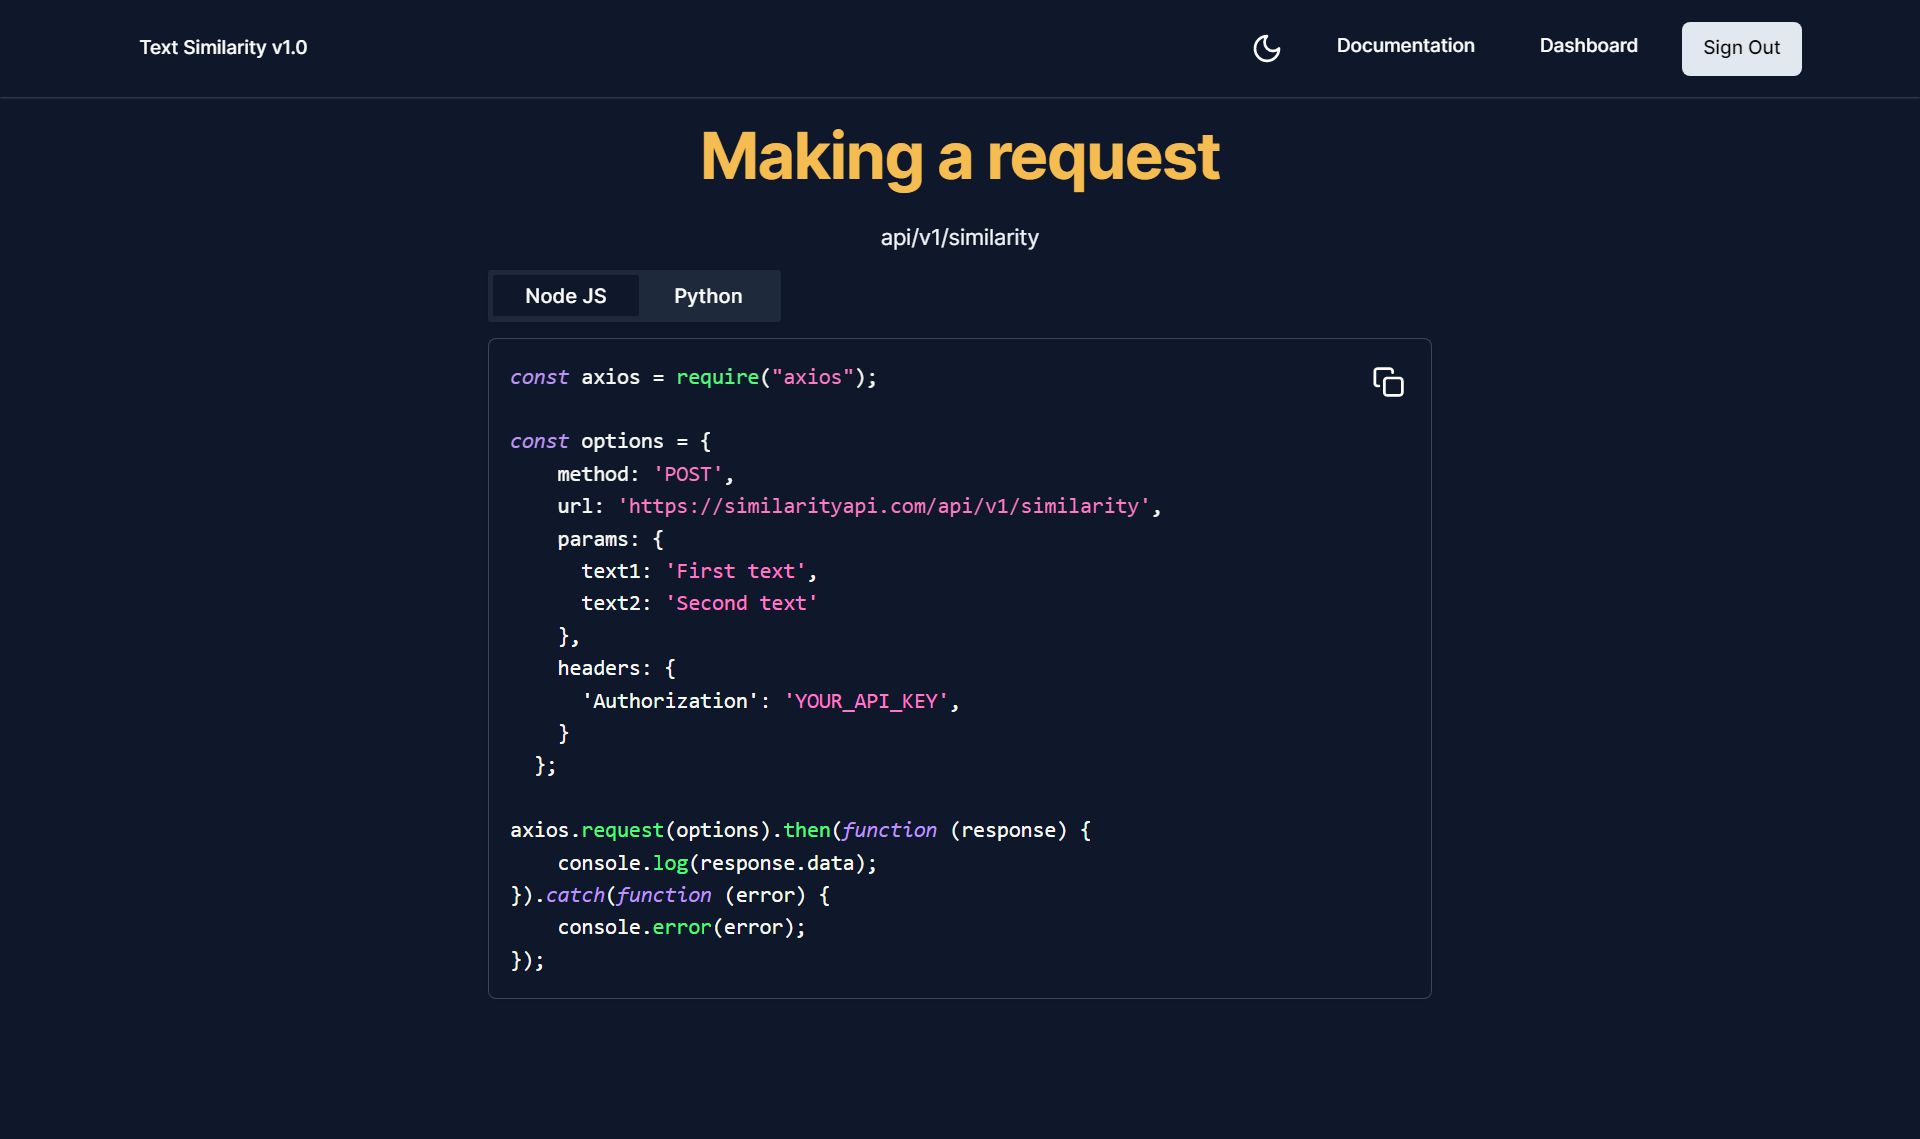 Text Similarity v1.0
Documentation
Dashboard
Sign Out
Making a request
api/v1/similarity
Node JS
Python
const axios = require("axios");
const options = {
    method: 'POST',
    url: 'https://similarityapi.com/api/v1/similarity',
    params: {
      text1: 'First text',
      text2: 'Second text'
    },
    headers: {
      'Authorization': 'YOUR_API_KEY',
    }
  };
axios.request(options).then(function (response) {
    console.log(response.data);
}).catch(function (error) {
    console.error(error);
});